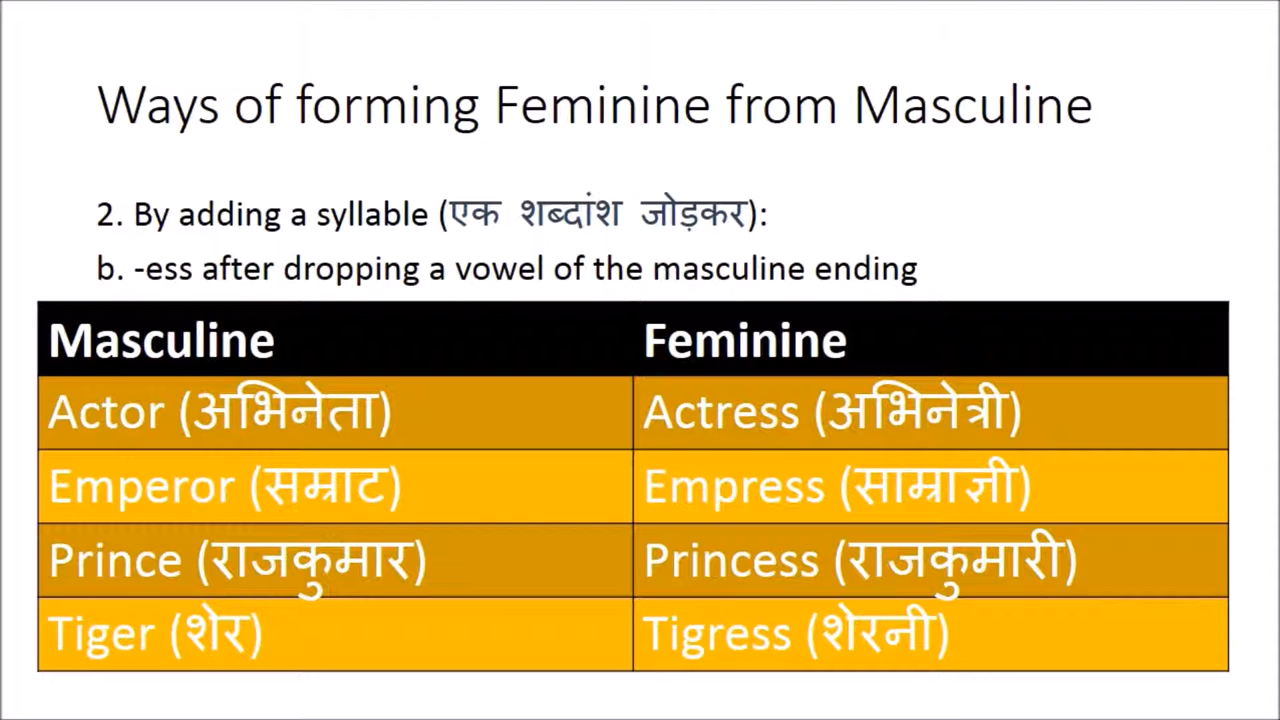 Ways of forming Feminine from Masculine
2. By adding a syllable (एक शब्दांश जोड़कर):
b. -ess after dropping a vowel of the masculine ending
Masculine Feminine
Actor (अभिनेता) Actress (अभिनेत्री)
Emperor (सम्राट) Empress (साम्राज्ञी)
Prince (राजकुमार) Princess (राजकुमारी)
Tiger (शेर) Tigress (शेरनी)